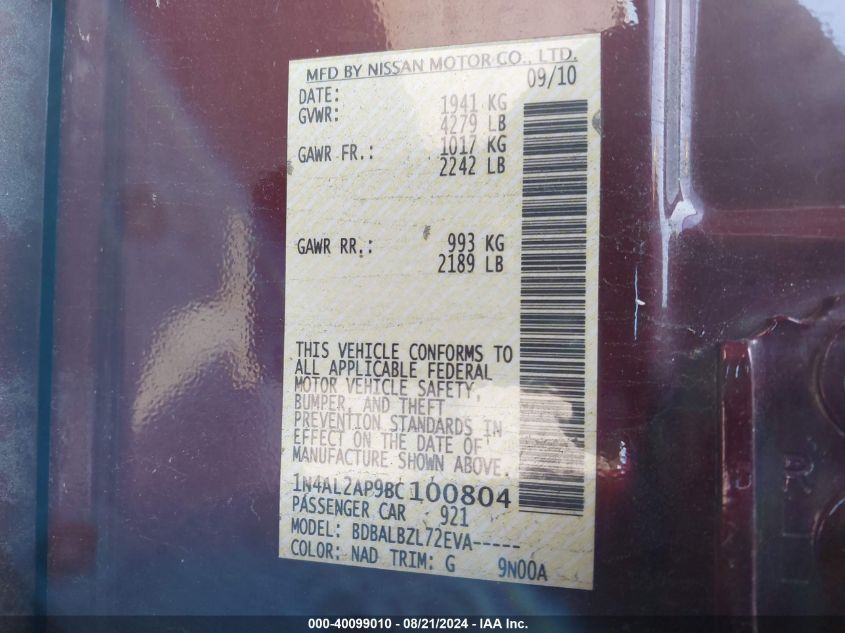 MFD BY NISSAN MOTOR CO., LTD.
DATE: 09/10
GVWR: 1941 KG
4279 LB
GAWR FR.: 1017 KG
2242 LB
GAWR RR.: 993 KG
2189 LB
THIS VEHICLE CONFORMS TO
ALL APPLICABLE FEDERAL
MOTOR VEHICLE SAFETY,
BUMPER, AND THEFT
PREVENTION STANDARDS IN
EFFECT ON THE DATE OF
MANUFACTURE SHOWN ABOVE.
1N4AL2AP9BC100804
PASSENGER CAR 921
MODEL: BDBALBZL72EVA-----
COLOR: NAD TRIM: G 9N00A
000-40099010 - 08/21/2024 - IAA Inc.